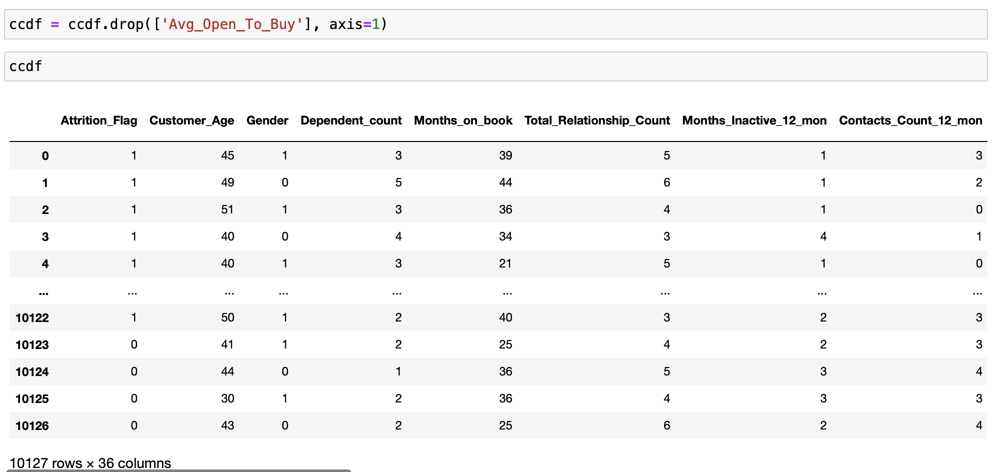 ccdf = ccdf.drop(['Avg_Open_To_Buy'], axis=1)
ccdf
Attrition_Flag Customer_Age Gender Dependent_count Months_on_book Total_Relationship_Count Months_Inactive_12_mon Contacts_Count_12_mon
0 1 45 1 3 39 5 1 3
1 1 49 0 5 44 6 1 2
2 1 51 1 3 36 4 1 0
3 1 40 0 4 34 3 4 1
4 1 40 1 3 21 5 1 0
... ... ... ... ... ... ... ... ...
10122 1 50 1 2 40 3 2 3
10123 0 41 1 2 25 4 2 3
10124 0 44 0 1 36 5 3 4
10125 0 30 1 2 36 4 3 3
10126 0 43 0 2 25 6 2 4
10127 rows × 36 columns